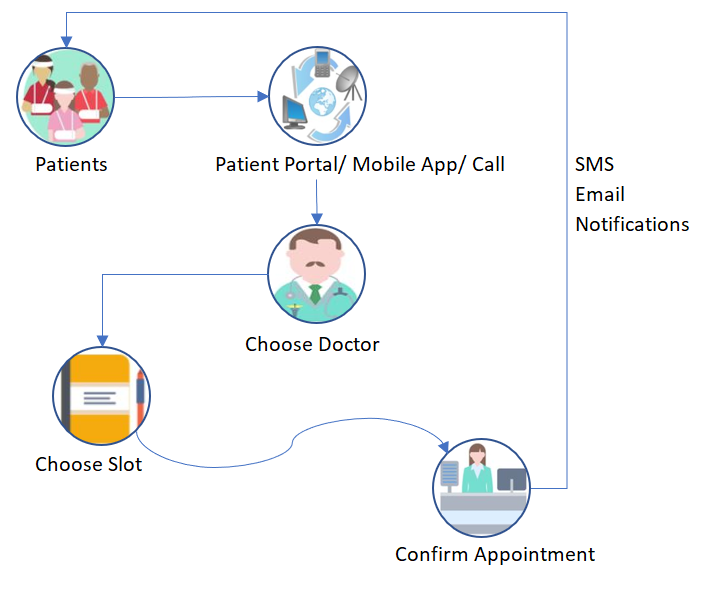 Patients
Patient Portal/ Mobile App/ Call
SMS
Email
Notifications
Choose Doctor
Choose Slot
Confirm Appointment